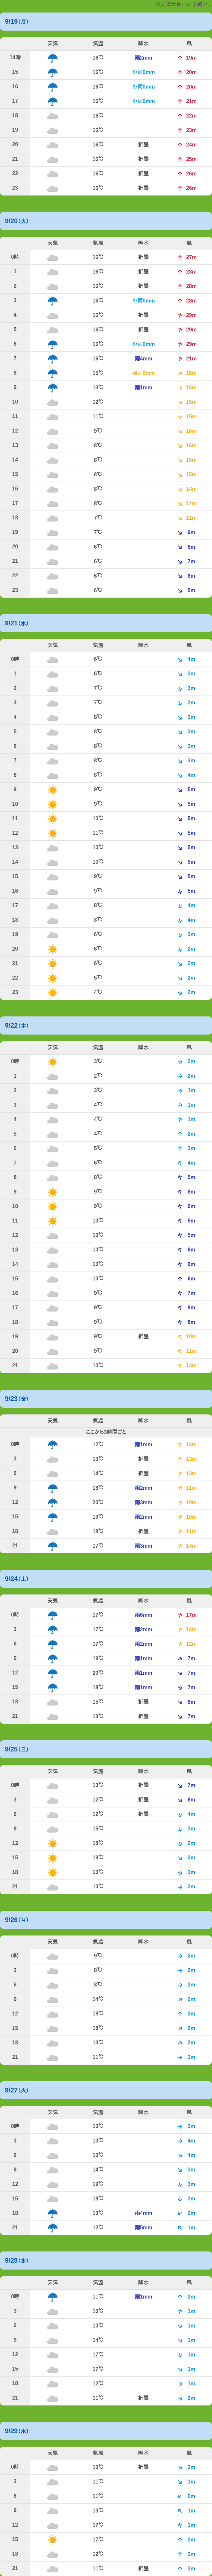 9/19(月)
天気 気温 降水 風
14時 16℃ 雨2mm 19m
15 16℃ 小雨0mm 20m
16 16℃ 小雨0mm 20m
17 16℃ 小雨0mm 21m
18 16℃ 22m
19 16℃ 23m
20 16℃ 折曇 24m
21 16℃ 折曇 25m
22 16℃ 折曇 26m
23 16℃ 折曇 26m
9/20(火)
天気 気温 降水 風
0時 16℃ 折曇 27m
1 16℃ 折曇 28m
2 16℃ 折曇 28m
3 16℃ 小雨0mm 28m
4 16℃ 折曇 29m
5 16℃ 折曇 29m
6 16℃ 小雨0mm 29m
7 16℃ 雨4mm 21m
8 15℃ 強雨8mm 15m
9 13℃ 雨1mm 15m
10 12℃ 15m
11 11℃ 15m
12 9℃ 16m
13 8℃ 16m
14 8℃ 15m
15 8℃ 15m
16 8℃ 14m
17 8℃ 12m
18 7℃ 11m
19 7℃ 9m
20 6℃ 8m
21 6℃ 7m
22 6℃ 6m
23 6℃ 5m
9/21(水)
天気 気温 降水 風
0時 6℃ 4m
1 6℃ 3m
2 7℃ 3m
3 7℃ 2m
4 8℃ 3m
5 8℃ 3m
6 8℃ 3m
7 8℃ 3m
8 8℃ 4m
9 9℃ 5m
10 9℃ 5m
11 10℃ 5m
12 11℃ 5m
13 10℃ 5m
14 10℃ 5m
15 9℃ 5m
16 9℃ 5m
17 8℃ 4m
18 8℃ 4m
19 6℃ 3m
20 6℃ 2m
21 6℃ 2m
22 5℃ 2m
23 4℃ 2m
9/22(木)
天気 気温 降水 風
0時 3℃ 2m
1 2℃ 2m
2 3℃ 1m
3 4℃ 1m
4 4℃ 1m
5 4℃ 2m
6 5℃ 3m
7 6℃ 4m
8 8℃ 5m
9 9℃ 6m
10 9℃ 6m
11 10℃ 5m
12 10℃ 5m
13 10℃ 6m
14 10℃ 6m
15 10℃ 6m
16 9℃ 7m
17 9℃ 8m
18 9℃ 8m
19 9℃ 折曇 10m
20 9℃ 11m
21 10℃ 13m
9/23(金)
天気 気温 降水 風
ここから3時間ごと
0時 12℃ 雨1mm 14m
3 13℃ 折曇 13m
6 14℃ 折曇 13m
9 18℃ 雨2mm 11m
12 20℃ 雨3mm 10m
15 19℃ 雨2mm 10m
18 18℃ 折曇 11m
21 17℃ 雨3mm 14m
9/24(土)
天気 気温 降水 風
0時 17℃ 雨6mm 17m
3 17℃ 雨2mm 14m
6 17℃ 雨2mm 12m
9 19℃ 雨1mm 7m
12 20℃ 雨1mm 7m
15 18℃ 雨1mm 7m
18 15℃ 折曇 8m
21 13℃ 折曇 7m
9/25(日)
天気 気温 降水 風
0時 13℃ 折曇 7m
3 12℃ 折曇 6m
6 12℃ 折曇 4m
9 15℃ 3m
12 18℃ 2m
15 19℃ 2m
18 13℃ 1m
21 10℃ 2m
9/26(月)
天気 気温 降水 風
0時 9℃ 2m
3 8℃ 2m
6 8℃ 2m
9 14℃ 2m
12 18℃ 2m
15 18℃ 2m
18 13℃ 2m
21 11℃ 3m
9/27(火)
天気 気温 降水 風
0時 10℃ 3m
3 10℃ 4m
6 10℃ 4m
9 14℃ 3m
12 19℃ 3m
15 18℃ 2m
18 13℃ 雨4mm 2m
21 12℃ 雨5mm 1m
9/28(水)
天気 気温 降水 風
0時 11℃ 雨1mm 2m
3 10℃ 1m
6 10℃ 1m
9 14℃ 1m
12 17℃ 1m
15 17℃ 1m
18 12℃ 1m
21 11℃ 折曇 2m
9/29(木)
天気 気温 降水 風
0時 10℃ 折曇 3m
3 11℃ 1m
6 11℃ 0m
9 13℃ 1m
12 17℃ 1m
15 17℃ 2m
18 12℃ 3m
21 11℃ 折曇 3m